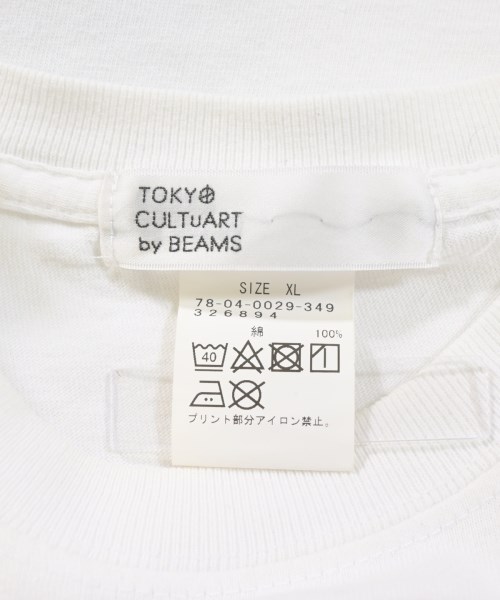 TOKYO
CULTuART
by BEAMS
SIZE XL
78-04-0029-349
326894
綿 100%
40
プリント部分アイロン禁止。